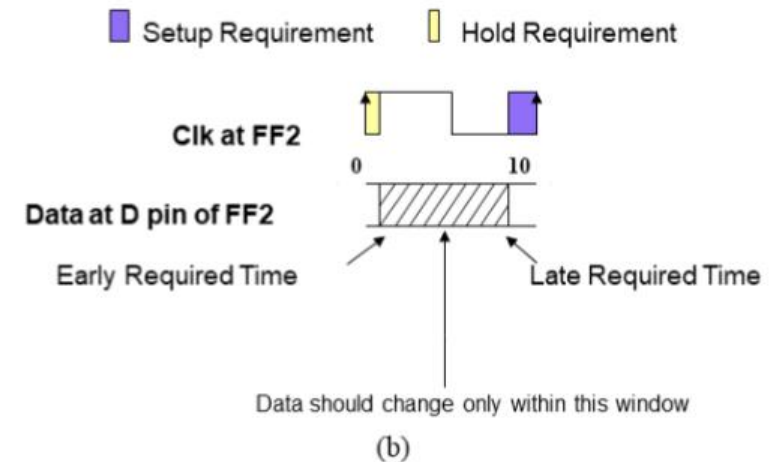 Setup Requirement
Hold Requirement
Clk at FF2
0
10
Data at D pin of FF2
Early Required Time
Late Required Time
Data should change only within this window
(b)